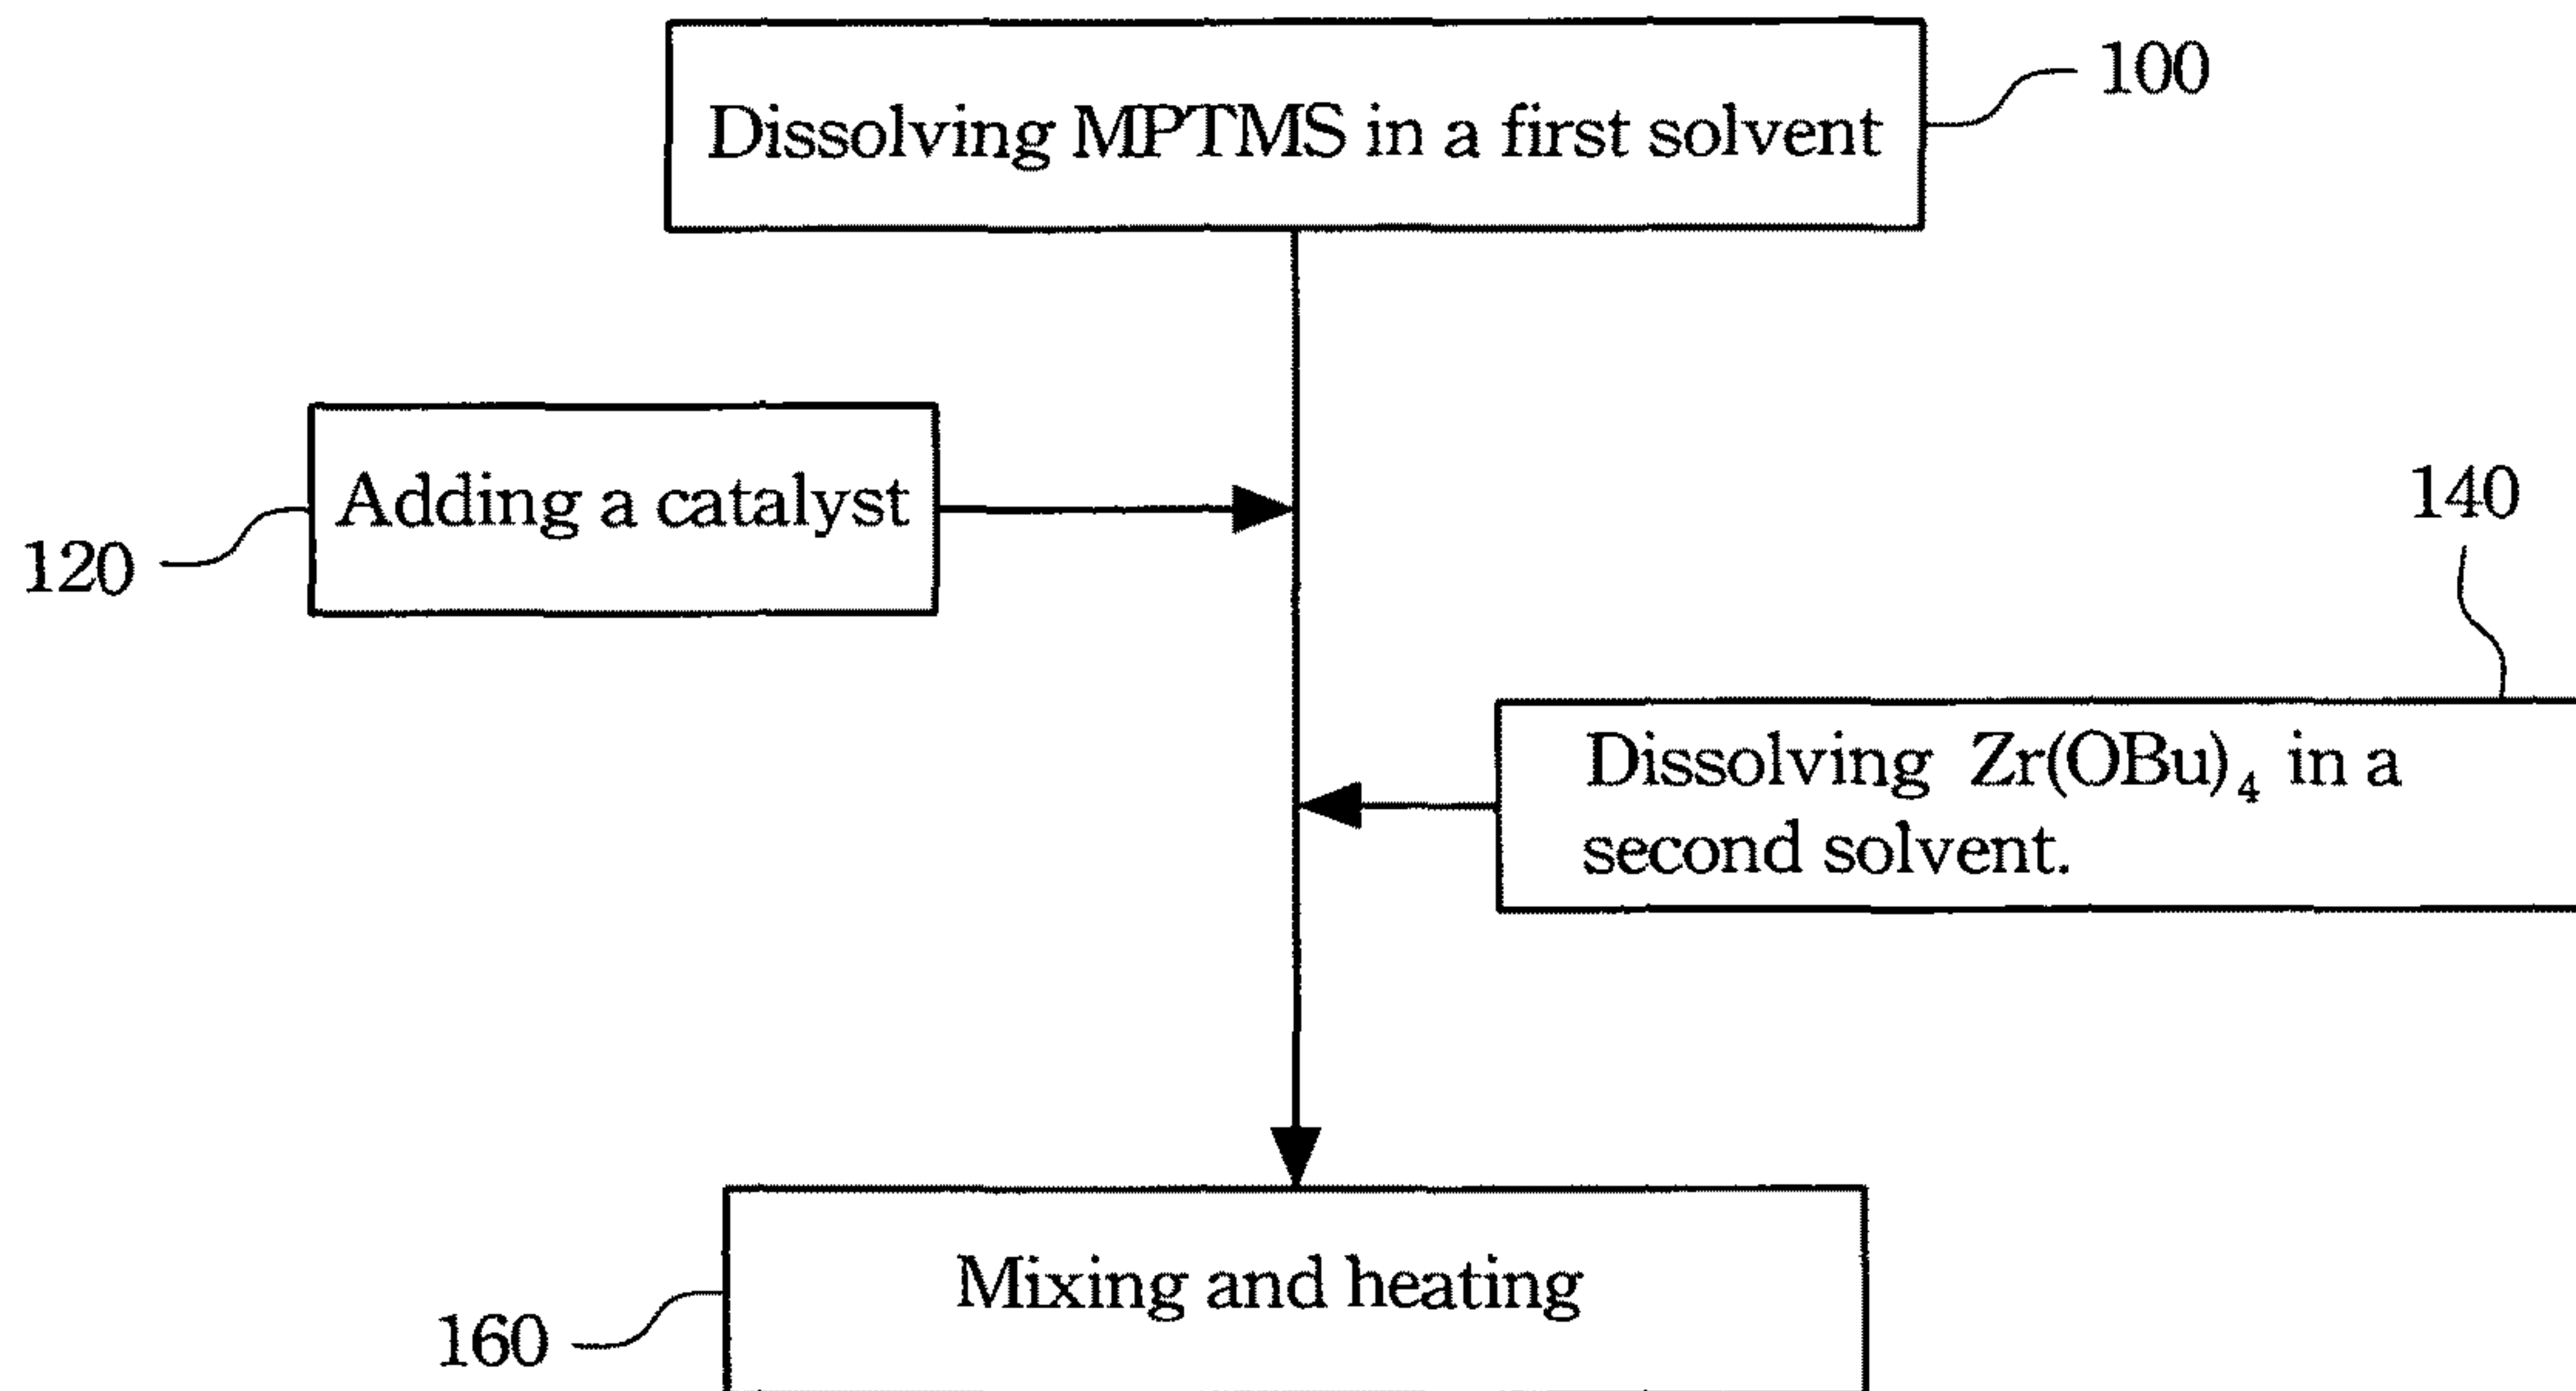 Dissolving MPTMS in a first solvent
100
Adding a catalyst
120
140
Dissolving Zr(OBu)₄ in a
second solvent.
Mixing and heating
160